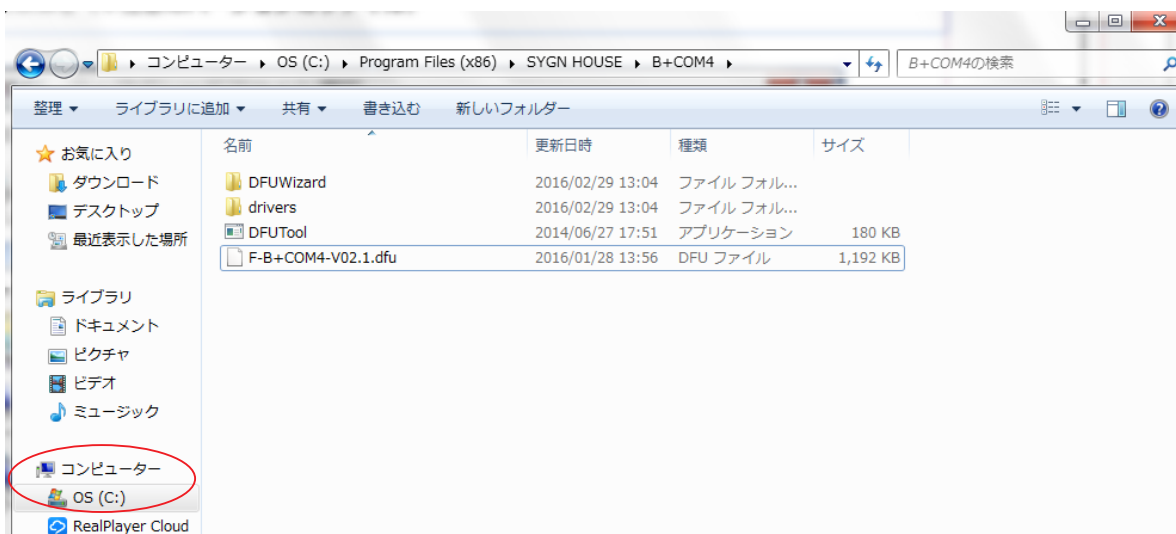 コンピューター ▸ OS (C:) ▸ Program Files (x86) ▸ SYGN HOUSE ▸ B+COM4 ▸
B+COM4の検索
整理 ライブラリに追加 共有 書き込む 新しいフォルダー
名前 更新日時 種類 サイズ
DFUWizard 2016/02/29 13:04 ファイル フォル...
drivers 2016/02/29 13:04 ファイル フォル...
DFUTool 2014/06/27 17:51 アプリケーション 180 KB
F-B+COM4-V02.1.dfu 2016/01/28 13:56 DFU ファイル 1,192 KB
お気に入り
ダウンロード
デスクトップ
最近表示した場所
ライブラリ
ドキュメント
ピクチャ
ビデオ
ミュージック
コンピューター
OS (C:)
RealPlayer Cloud